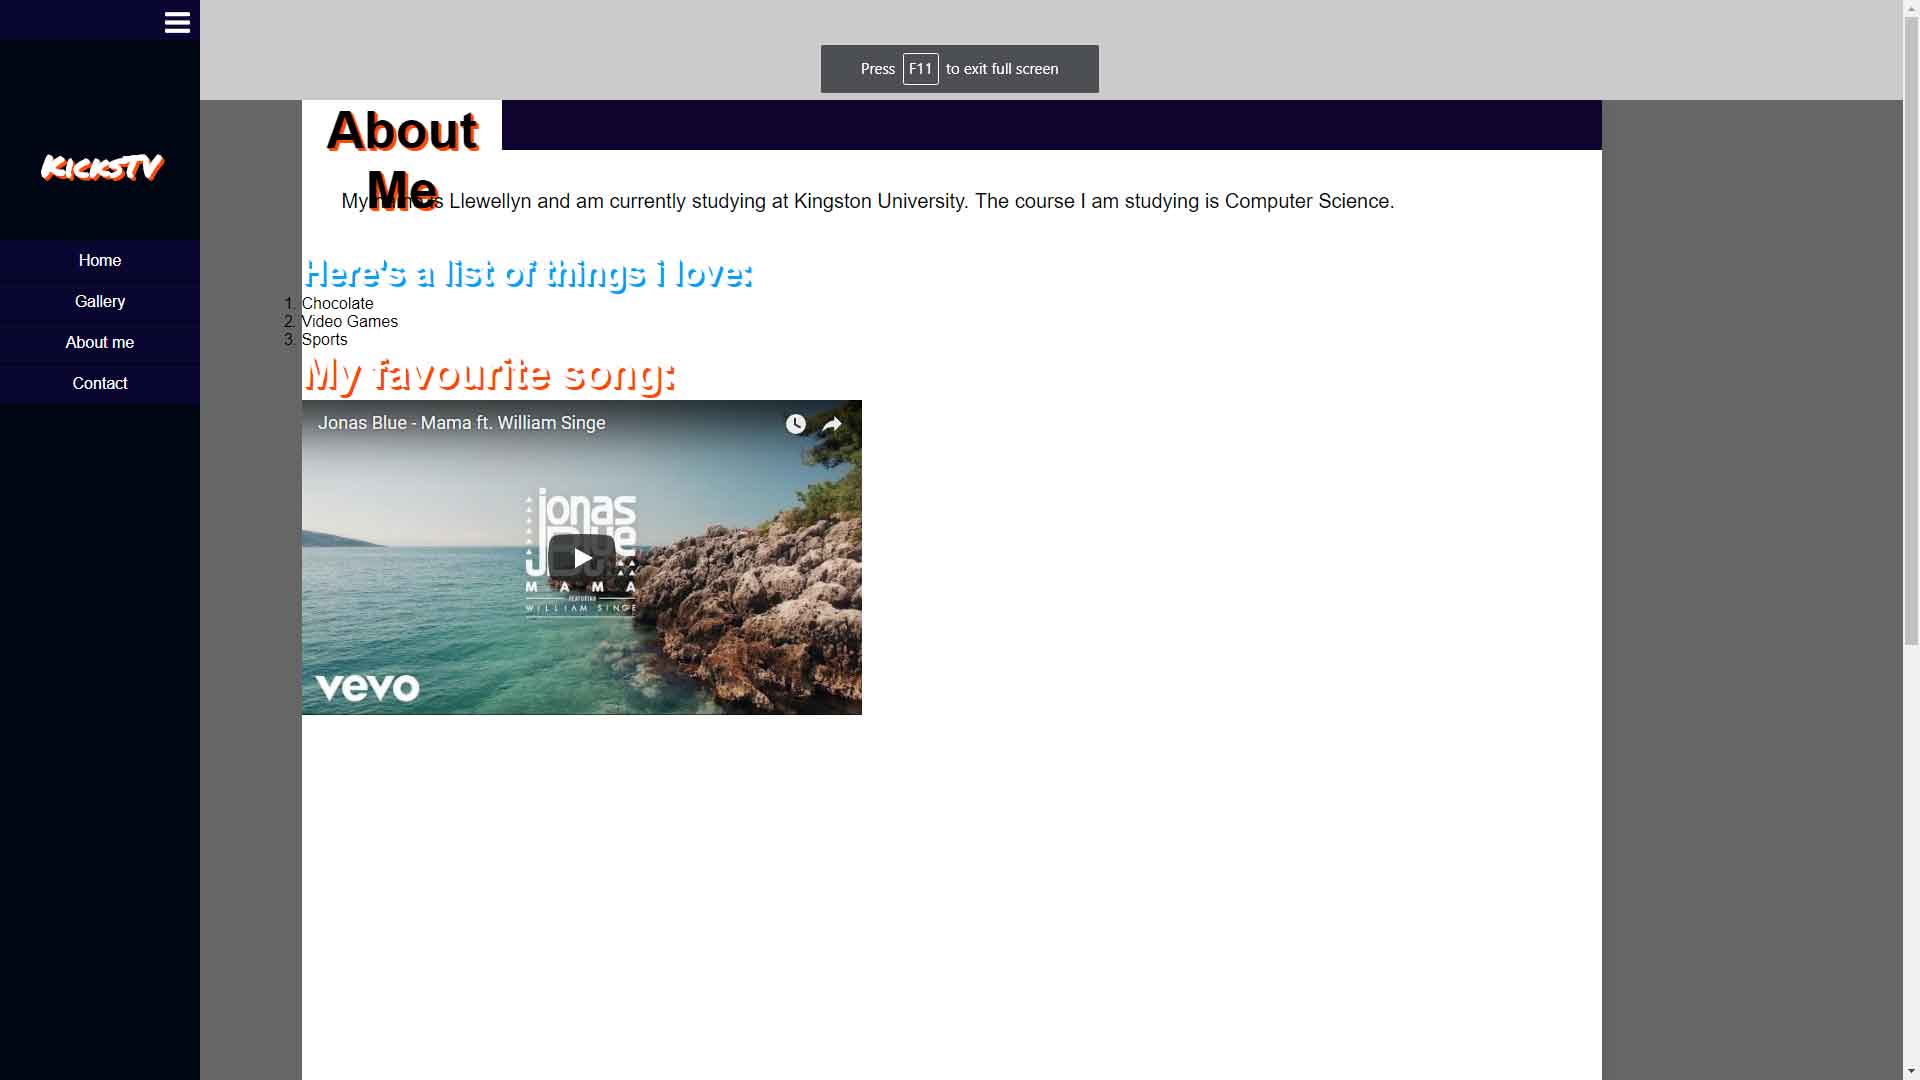 Press F11 to exit full screen
KicksTV
Home
Gallery
About me
Contact
About
Me
My name is Llewellyn and am currently studying at Kingston University. The course I am studying is Computer Science.
Here's a list of things i love:
1. Chocolate
2. Video Games
3. Sports
My favourite song:
Jonas Blue - Mama ft. William Singe
jonas
Blue
MAMA
FEATURING
WILLIAM SINGE
vevo